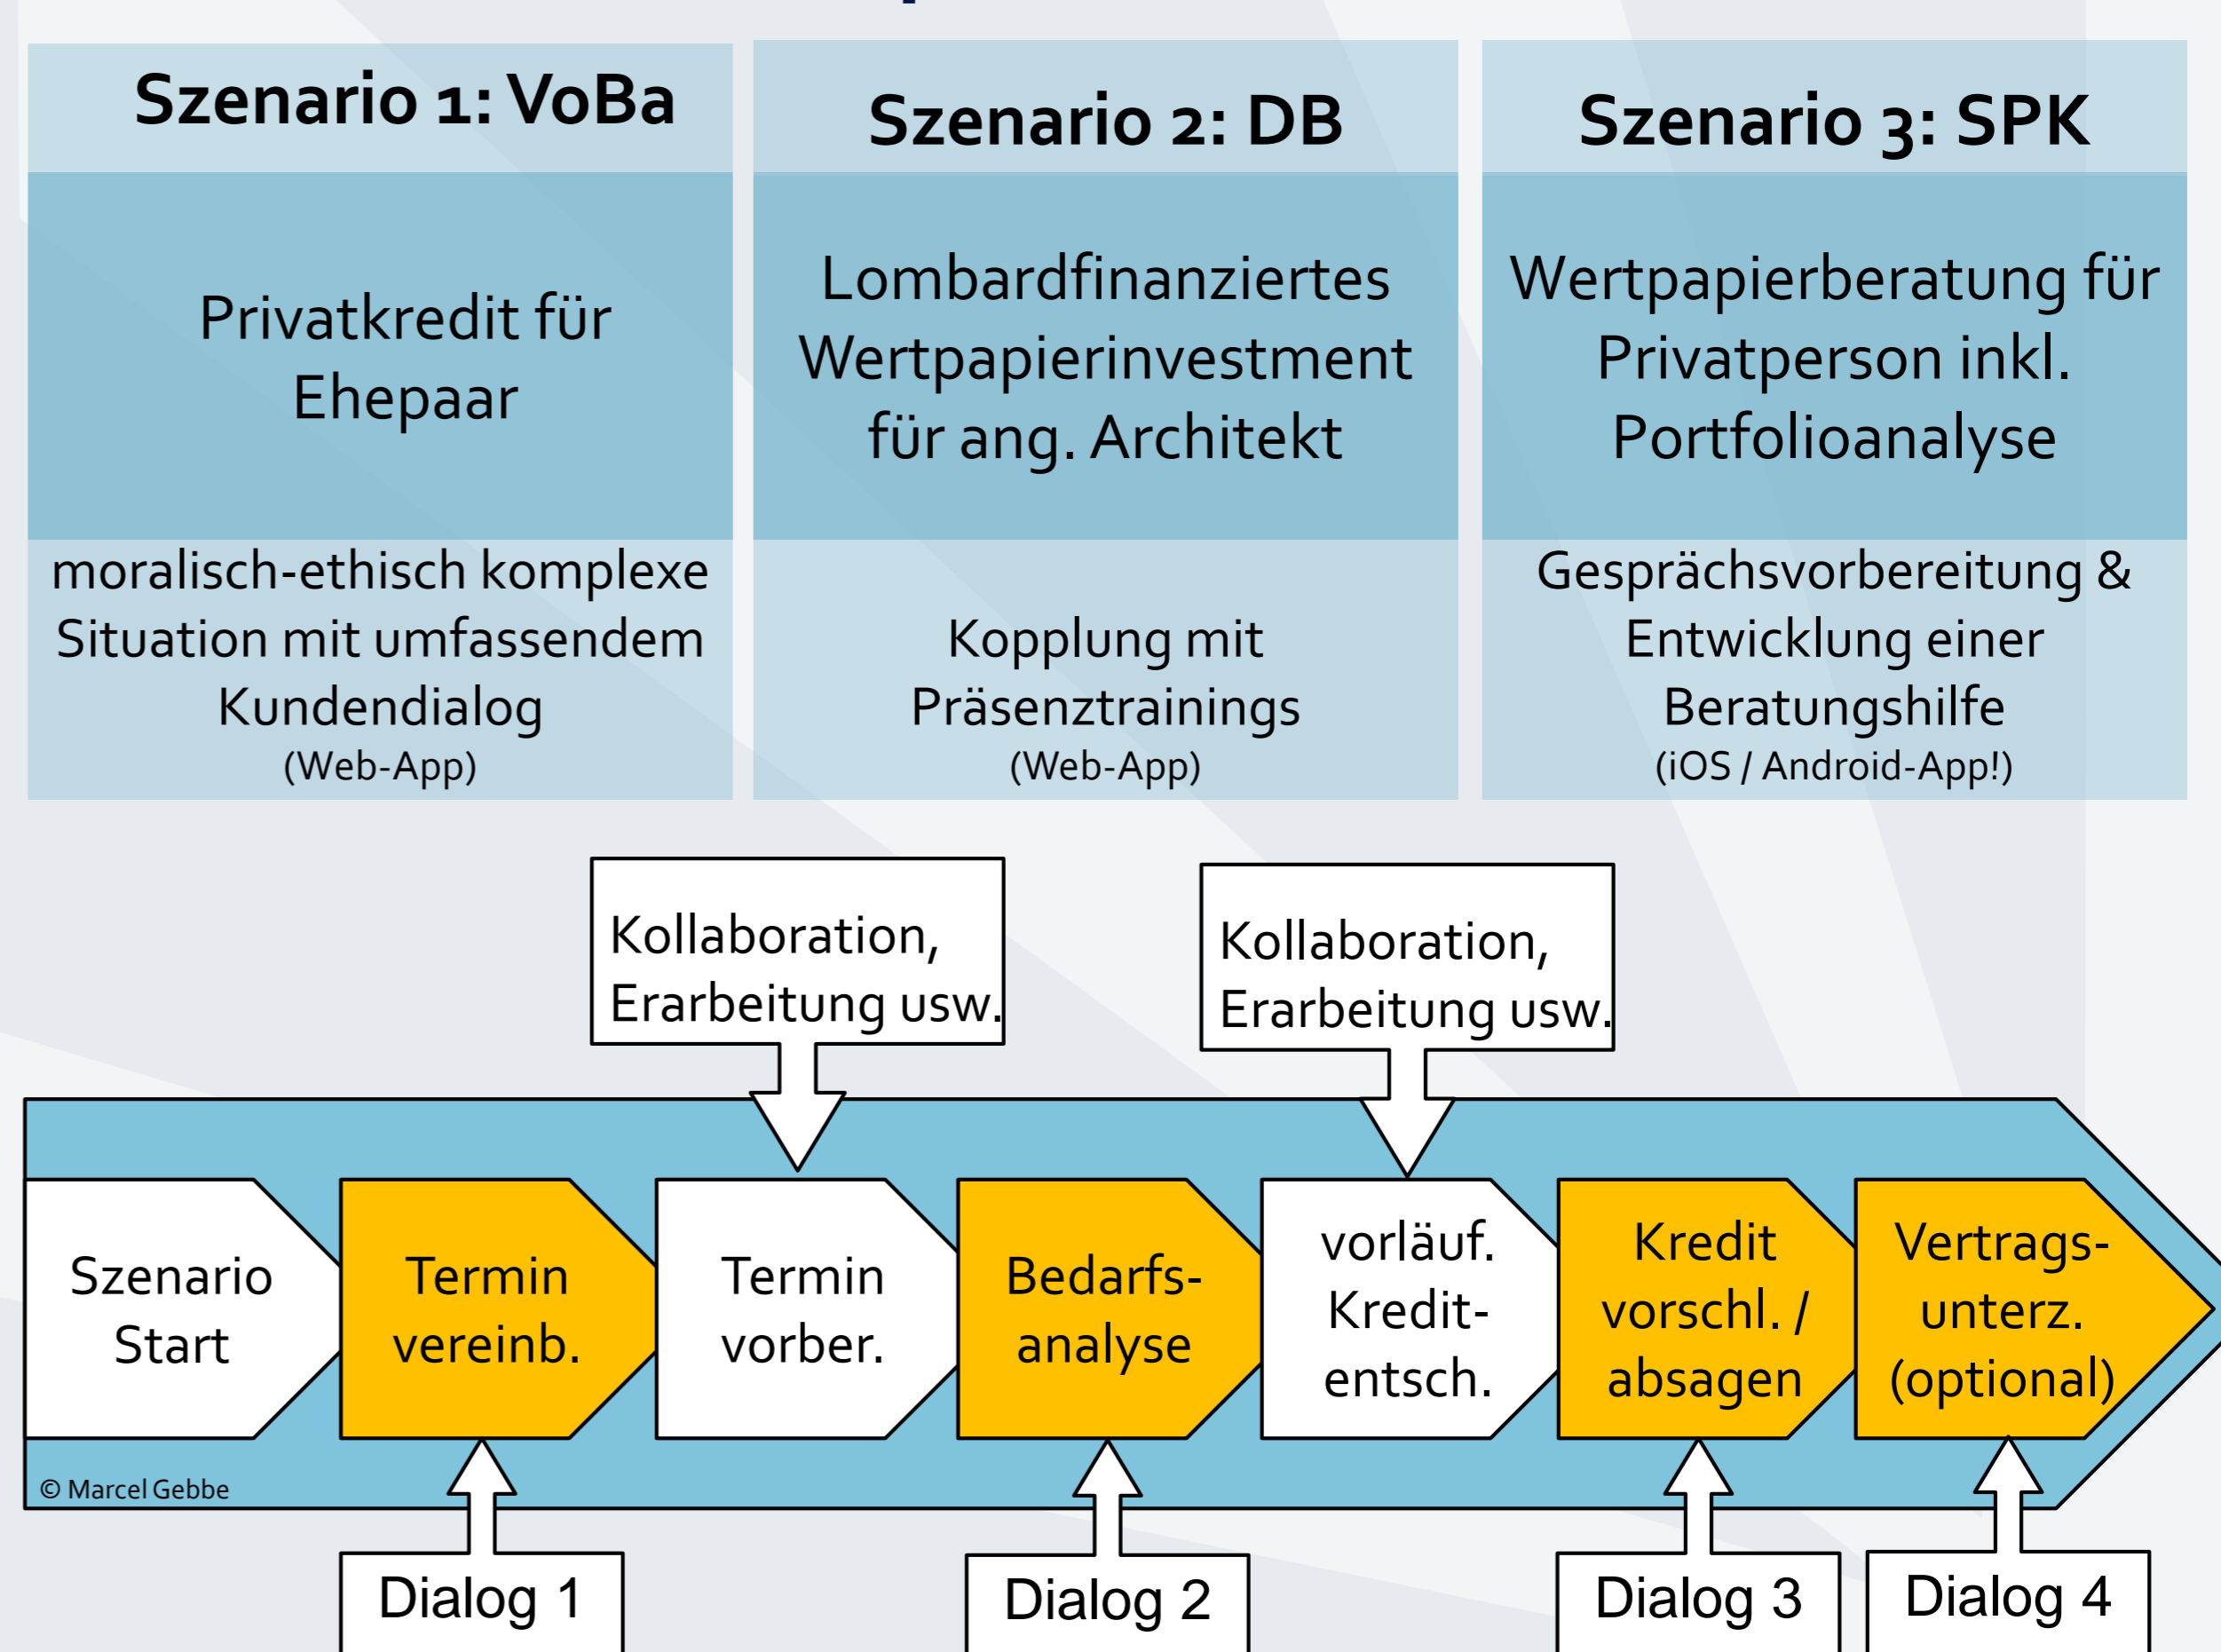 Szenario 1: VoBa
Privatkredit für
Ehepaar
moralisch-ethisch komplexe
Situation mit umfassendem
Kundendialog
(Web-App)
Szenario 2: DB
Lombardfinanziertes
Wertpapierinvestment
für ang. Architekt
Kopplung mit
Präsenztrainings
(Web-App)
Szenario 3: SPK
Wertpapierberatung für
Privatperson inkl.
Portfolioanalyse
Gesprächsvorbereitung &
Entwicklung einer
Beratungshilfe
(iOS / Android-App!)
Kollaboration,
Erarbeitung usw.
Kollaboration,
Erarbeitung usw.
Szenario
Start
Termin
vereinb.
Termin
vorber.
Bedarfs-
analyse
vorläuf.
Kredit-
entsch.
Kredit
vorschl. /
absagen
Vertrags-
unterz.
(optional)
© Marcel Gebbe
Dialog 1
Dialog 2
Dialog 3
Dialog 4